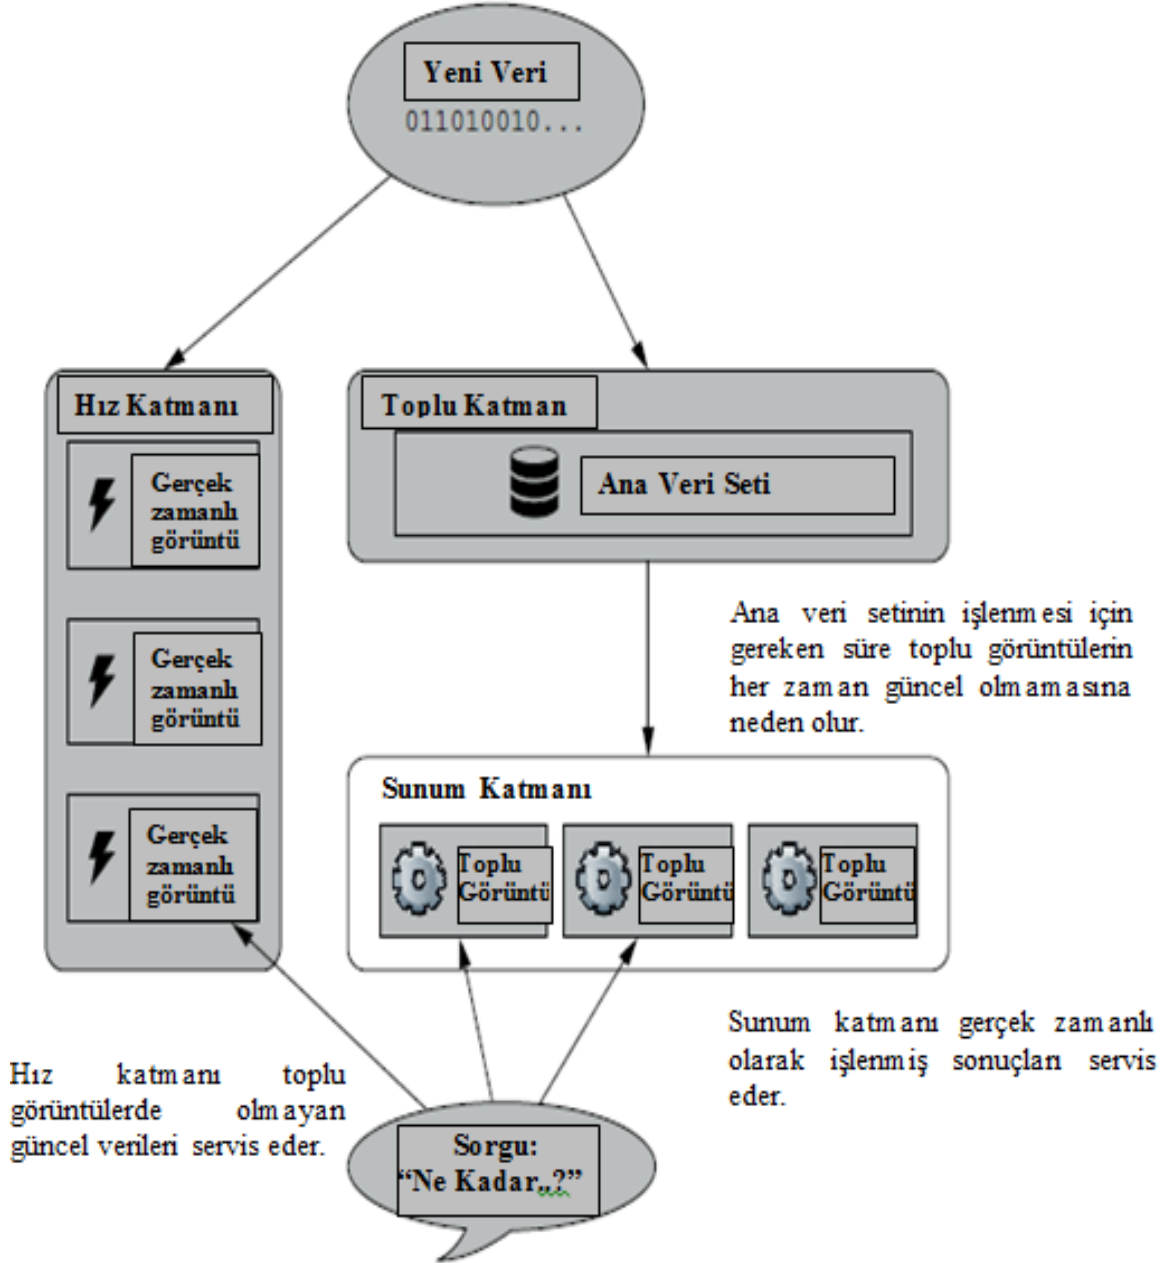 Yeni Veri
011010010...
Hız Katmanı
Gerçek
zamanlı
görüntü
Gerçek
zamanlı
görüntü
Gerçek
zamanlı
görüntü
Toplu Katman
Ana Veri Seti
Ana veri setinin işlenmesi için
gereken süre toplu görüntülerin
her zaman güncel olmamasına
neden olur.
Sunum Katmanı
Toplu
Görüntü
Toplu
Görüntü
Toplu
Görüntü
Sunum katmanı gerçek zamanlı
olarak işlenmiş sonuçları servis
eder.
Hız katmanı toplu
görüntülerde olmayan
güncel verileri servis eder.
Sorgu:
“Ne Kadar..?”